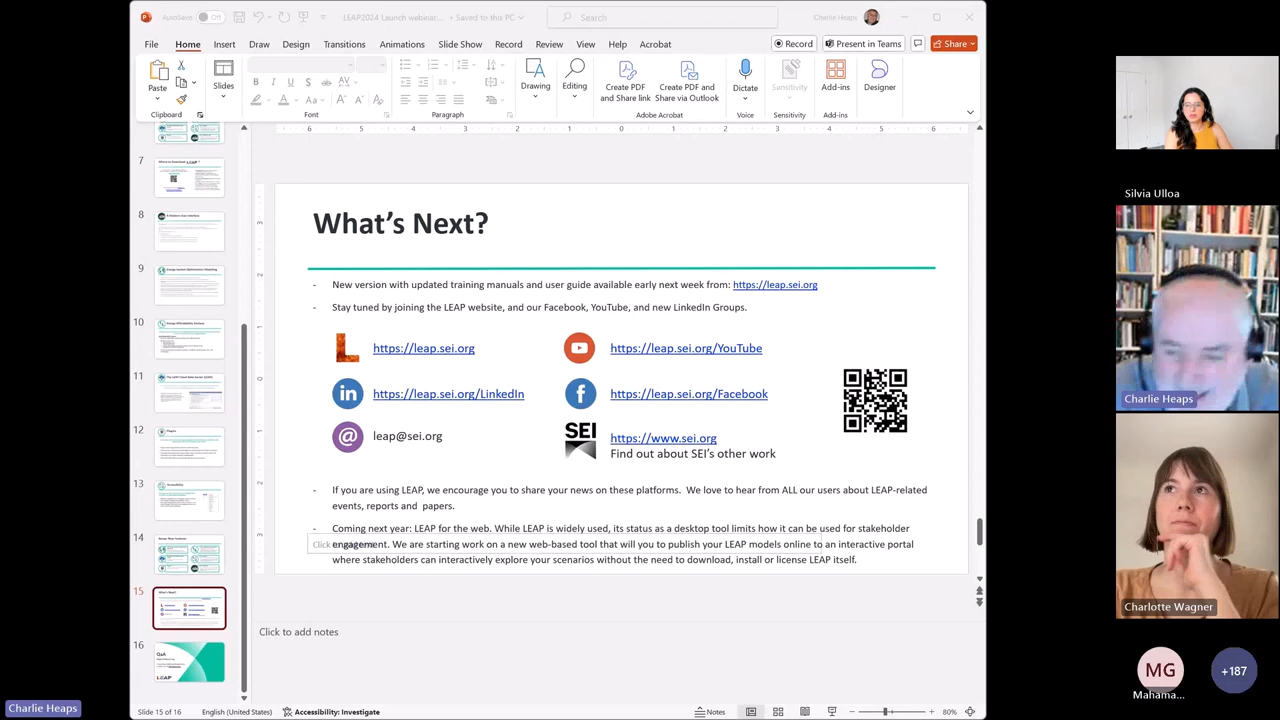 AutoSave Off
LEAP2024 Launch webinar... • Saved to this PC
Search
Charlie Heaps
File Home Insert Draw Design Transitions Animations Slide Show Record Review View Help Acrobat
Record
Present in Teams
Share
Paste
Slides
Drawing
Editing
Create PDF and Share link
Create PDF and Share via Outlook
Dictate
Sensitivity
Add-ins
Designer
Clipboard
Font
Paragraph
Adobe Acrobat
Voice
Sensitivity
Add-ins
7
8
9
10
11
12
13
14
15
16
What's Next?
- New version with updated training manuals and user guide available from next week from: https://leap.sei.org
- Stay tuned by joining the LEAP website, and our Facebook, YouTube, and new LinkedIn Groups.
https://leap.sei.org
https://leap.sei.org/YouTube
https://leap.sei.org/LinkedIn
https://leap.sei.org/Facebook
leap@sei.org
SEI
https://www.sei.org
Find out about SEI's other work
- If you are using LEAP, we encourage you to share your news on the platforms. We love to hear from ALL our users about LEAP-related
events, reports and papers.
- Coming next year: LEAP for the web. While LEAP is widely used, its status as a desktop tool limits how it can be used for stakeholder
engagement. We are starting work on a new web-based
to publish your LEAP models online to an interactive portal
can interactively explore your scenarios
need to download, install or license LEAP itself.
Click to add notes
Slide 15 of 16
English (United States)
Accessibility: Investigate
Notes
80%
Silvia Ulloa
Charlie Heaps
Charlotte Wagner
MG
Mahama...
+187
Charlie Heaps